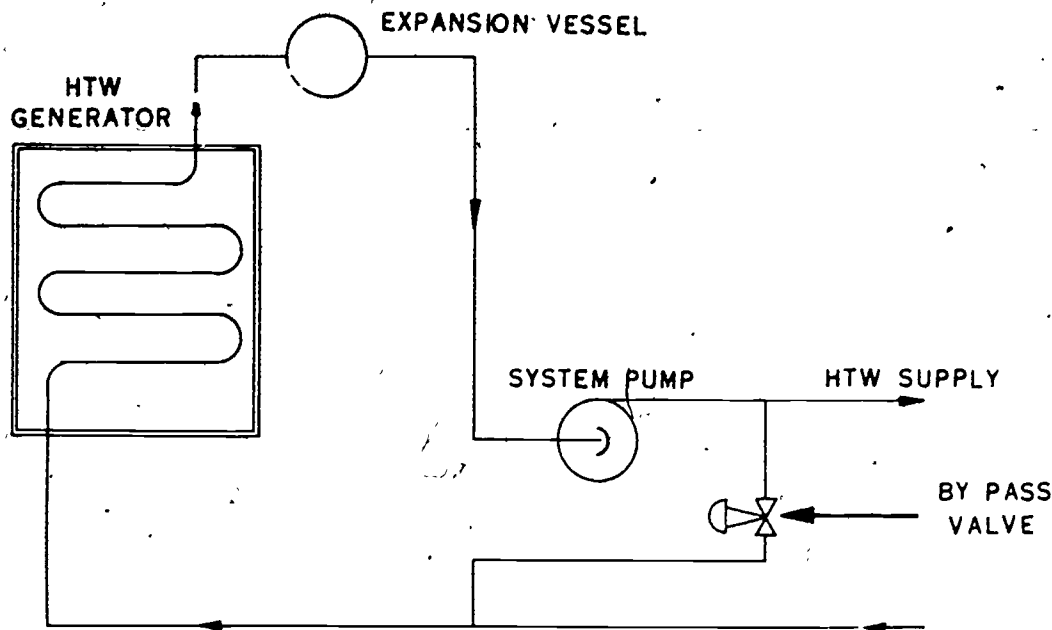 EXPANSION VESSEL
HTW
GENERATOR
SYSTEM PUMP
HTW SUPPLY
BY PASS
VALVE